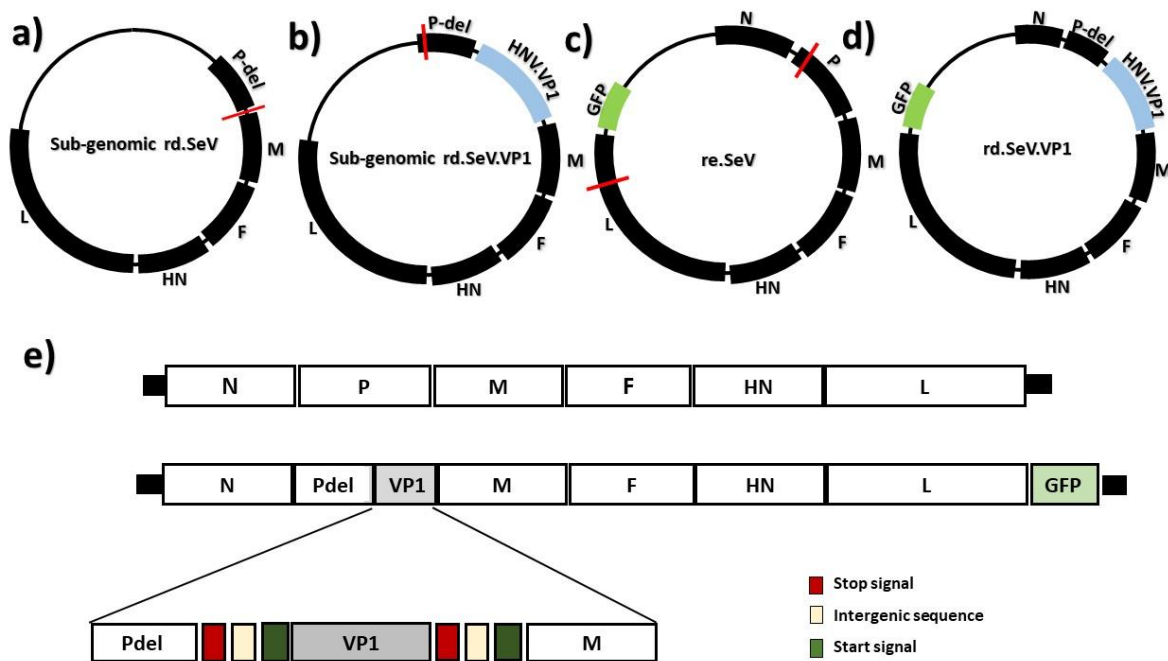 a)
P-del
M
F
HN
L
Sub-genomic rd.SeV
b)
P-del
HNV.VP1
M
F
HN
L
Sub-genomic rd.SeV.VP1
c)
N
P
M
F
HN
L
GFP
re.SeV
d)
N
P-del
HNV.VP1
M
F
HN
L
GFP
rd.SeV.VP1
e)
N P M F HN L
N Pdel VP1 M F HN L GFP
Stop signal
Intergenic sequence
Start signal
Pdel VP1 M